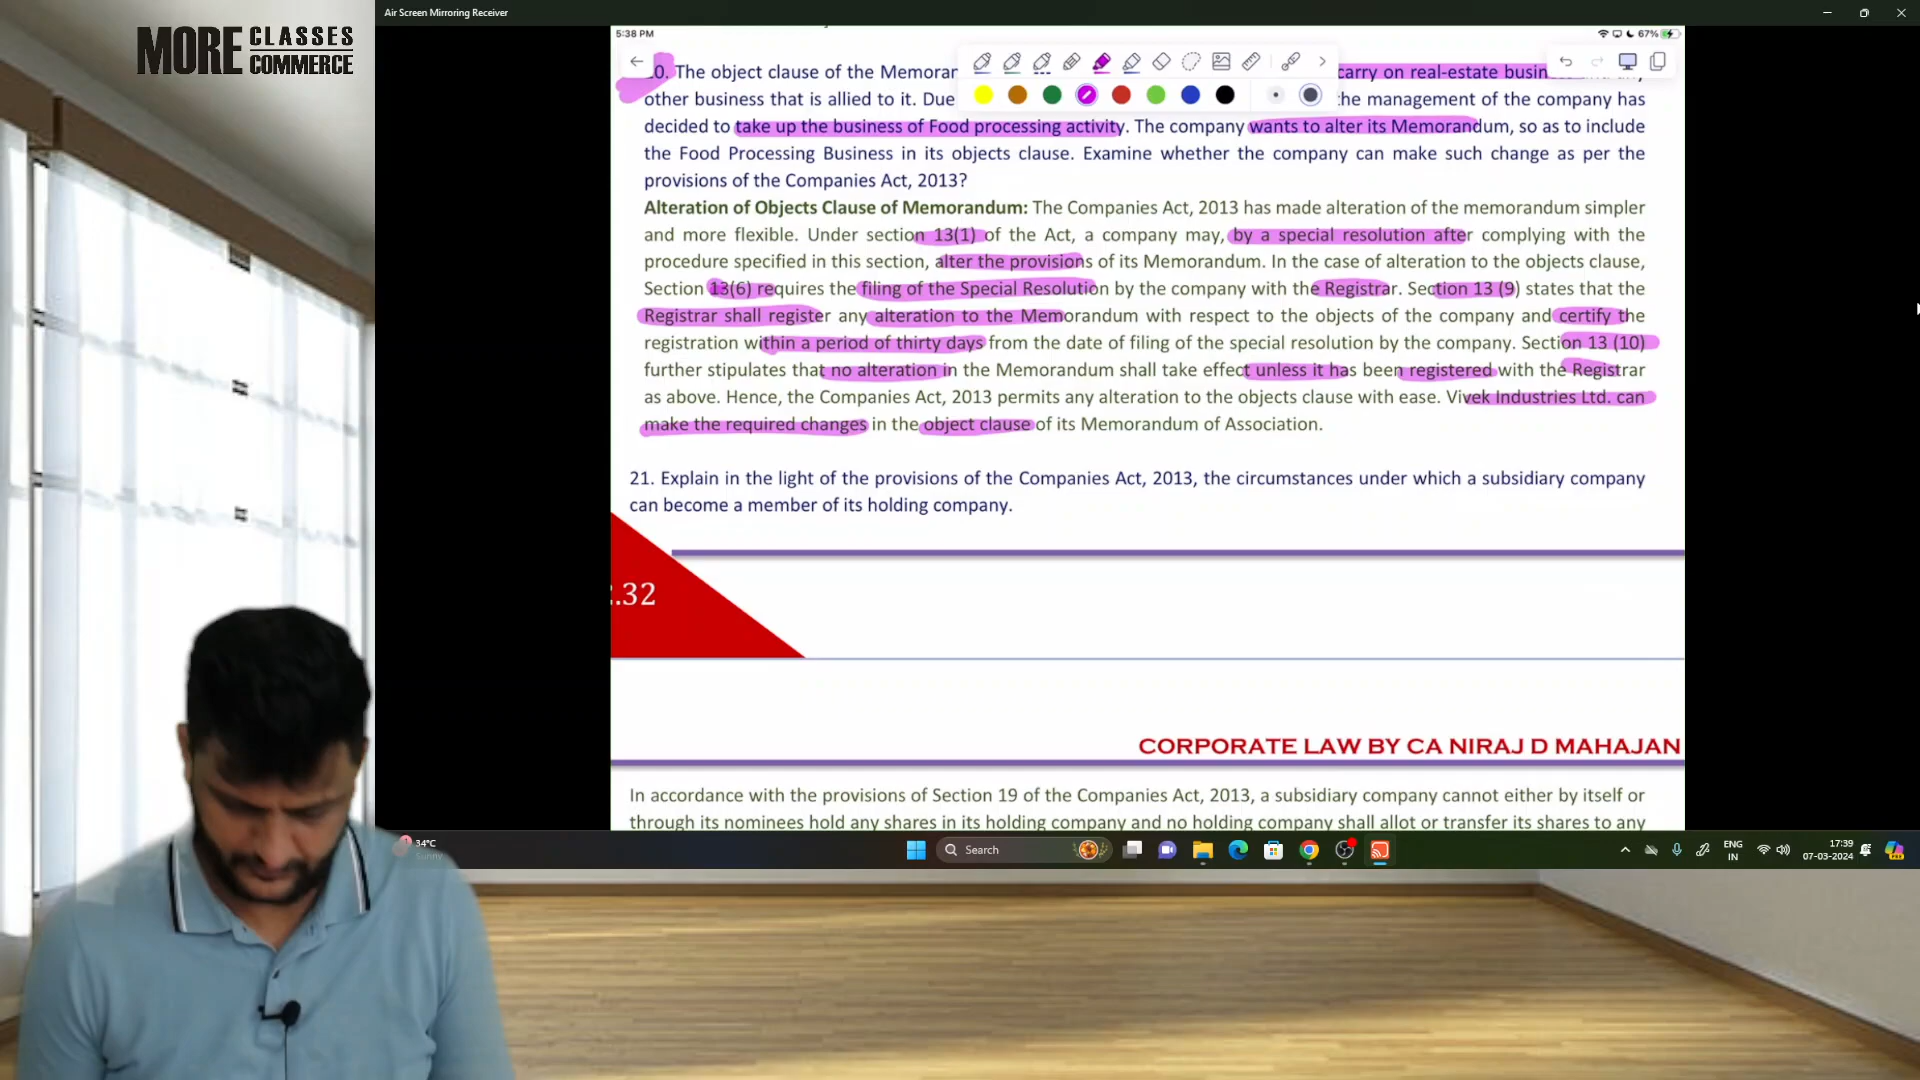 MORE CLASSES
COMMERCE
Air Screen Mirroring Receiver
5:38 PM
67%
0. The object clause of the Memoran carry on real-estate busin
other business that is allied to it. Due the management of the company has
decided to take up the business of Food processing activity. The company wants to alter its Memorandum, so as to include
the Food Processing Business in its objects clause. Examine whether the company can make such change as per the
provisions of the Companies Act, 2013?
Alteration of Objects Clause of Memorandum: The Companies Act, 2013 has made alteration of the memorandum simpler
and more flexible. Under section 13(1) of the Act, a company may, by a special resolution after complying with the
procedure specified in this section, alter the provisions of its Memorandum. In the case of alteration to the objects clause,
Section 13(6) requires the filing of the Special Resolution by the company with the Registrar. Section 13 (9) states that the
Registrar shall register any alteration to the Memorandum with respect to the objects of the company and certify the
registration within a period of thirty days from the date of filing of the special resolution by the company. Section 13 (10)
further stipulates that no alteration in the Memorandum shall take effect unless it has been registered with the Registrar
as above. Hence, the Companies Act, 2013 permits any alteration to the objects clause with ease. Vivek Industries Ltd. can
make the required changes in the object clause of its Memorandum of Association.
21. Explain in the light of the provisions of the Companies Act, 2013, the circumstances under which a subsidiary company
can become a member of its holding company.
.32
CORPORATE LAW BY CA NIRAJ D MAHAJAN
In accordance with the provisions of Section 19 of the Companies Act, 2013, a subsidiary company cannot either by itself or
through its nominees hold any shares in its holding company and no holding company shall allot or transfer its shares to any
34°C
Sunny
Search
ENG
IN
17:39
07-03-2024